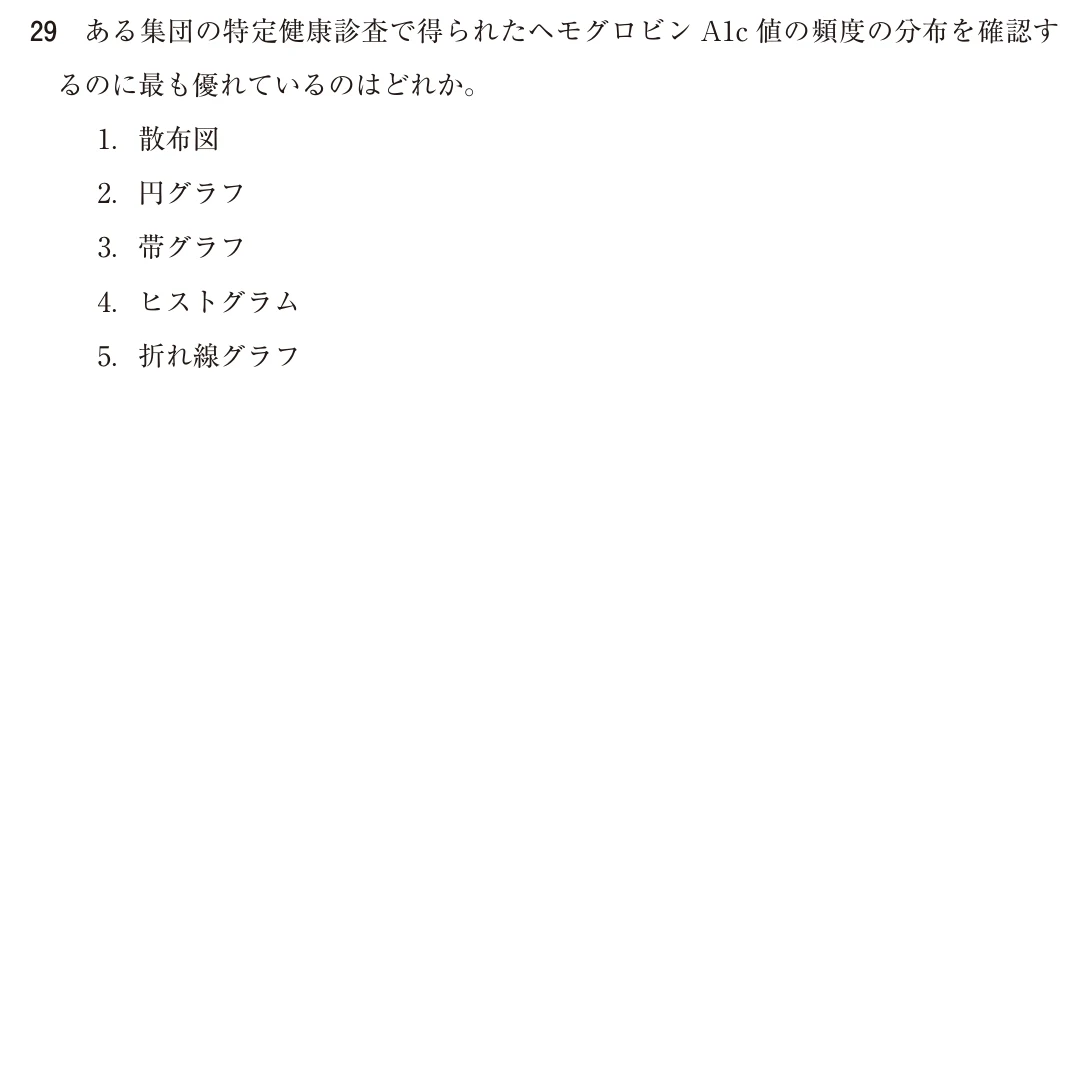 29 ある集団の特定健康診査で得られたヘモグロビン A1c 値の頻度の分布を確認す
るのに最も優れているのはどれか。
1. 散布図
2. 円グラフ
3. 帯グラフ
4. ヒストグラム
5. 折れ線グラフ